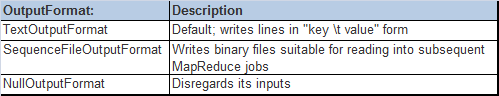 OutputFormat: Description
TextOutputFormat Default; writes lines in "key \t value" form
SequenceFileOutputFormat Writes binary files suitable for reading into subsequent
MapReduce jobs
NullOutputFormat Disregards its inputs